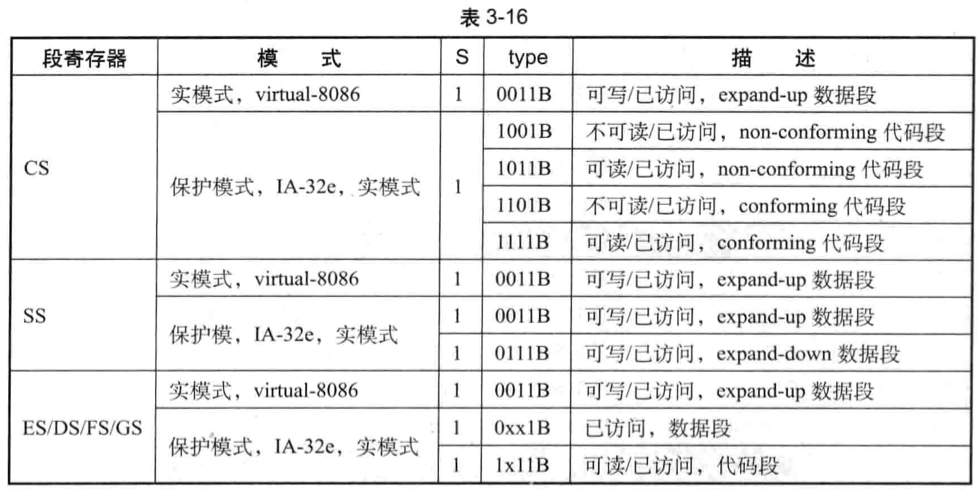 表 3-16
段寄存器 模 式 S type 描 述
CS 实模式，virtual-8086 1 0011B 可写/已访问，expand-up 数据段
保护模式，IA-32e，实模式 1 1001B 不可读/已访问，non-conforming 代码段
1011B 可读/已访问，non-conforming 代码段
1101B 不可读/已访问，conforming 代码段
1111B 可读/已访问，conforming 代码段
SS 实模式，virtual-8086 1 0011B 可写/已访问，expand-up 数据段
保护模，IA-32e，实模式 1 0011B 可写/已访问，expand-up 数据段
1 0111B 可写/已访问，expand-down 数据段
ES/DS/FS/GS 实模式，virtual-8086 1 0011B 可写/已访问，expand-up 数据段
保护模式，IA-32e，实模式 1 0xx1B 已访问，数据段
1 1x11B 可读/已访问，代码段